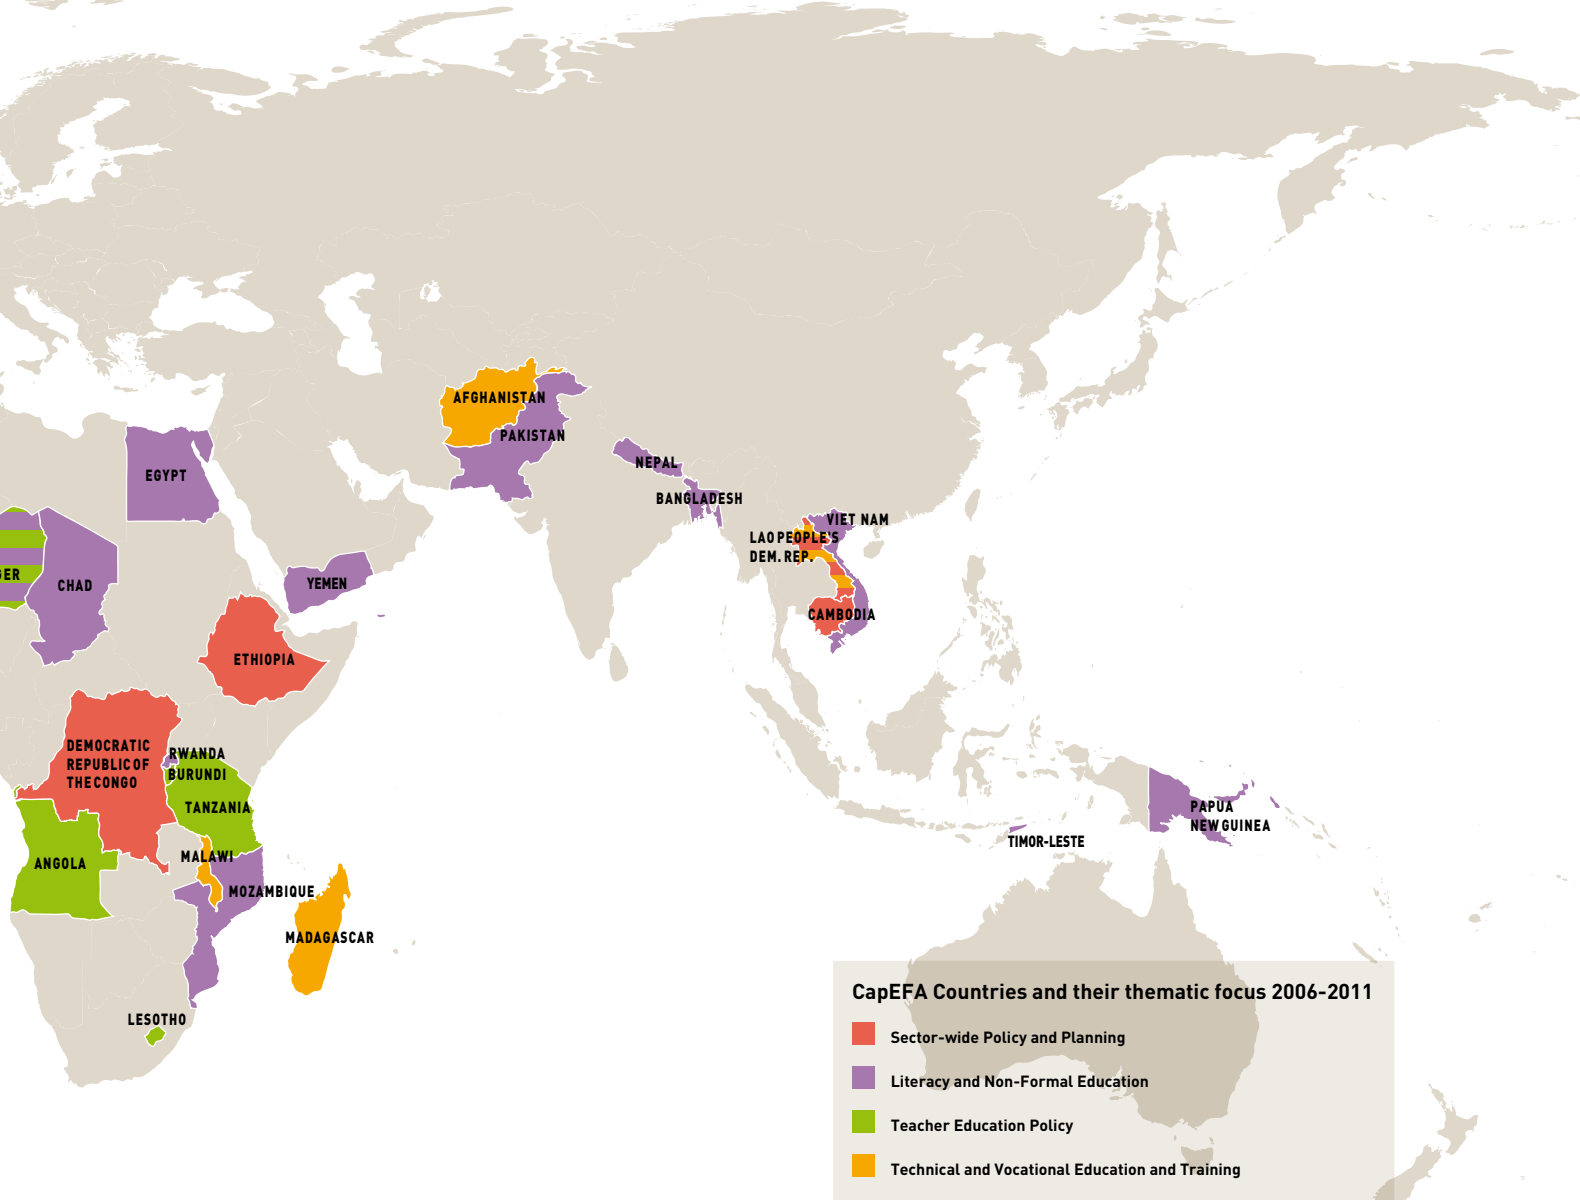 AFGHANISTAN
PAKISTAN
NEPAL
EGYPT
BANGLADESH
VIET NAM
LAO PEOPLE'S
DEM. REP.
GER
CHAD
YEMEN
CAMBODIA
ETHIOPIA
DEMOCRATIC
REPUBLIC OF
THE CONGO
RWANDA
BURUNDI
TANZANIA
PAPUA
NEW GUINEA
TIMOR-LESTE
ANGOLA
MALAWI
MOZAMBIQUE
MADAGASCAR
LESOTHO
CapEFA Countries and their thematic focus 2006-2011
Sector-wide Policy and Planning
Literacy and Non-Formal Education
Teacher Education Policy
Technical and Vocational Education and Training